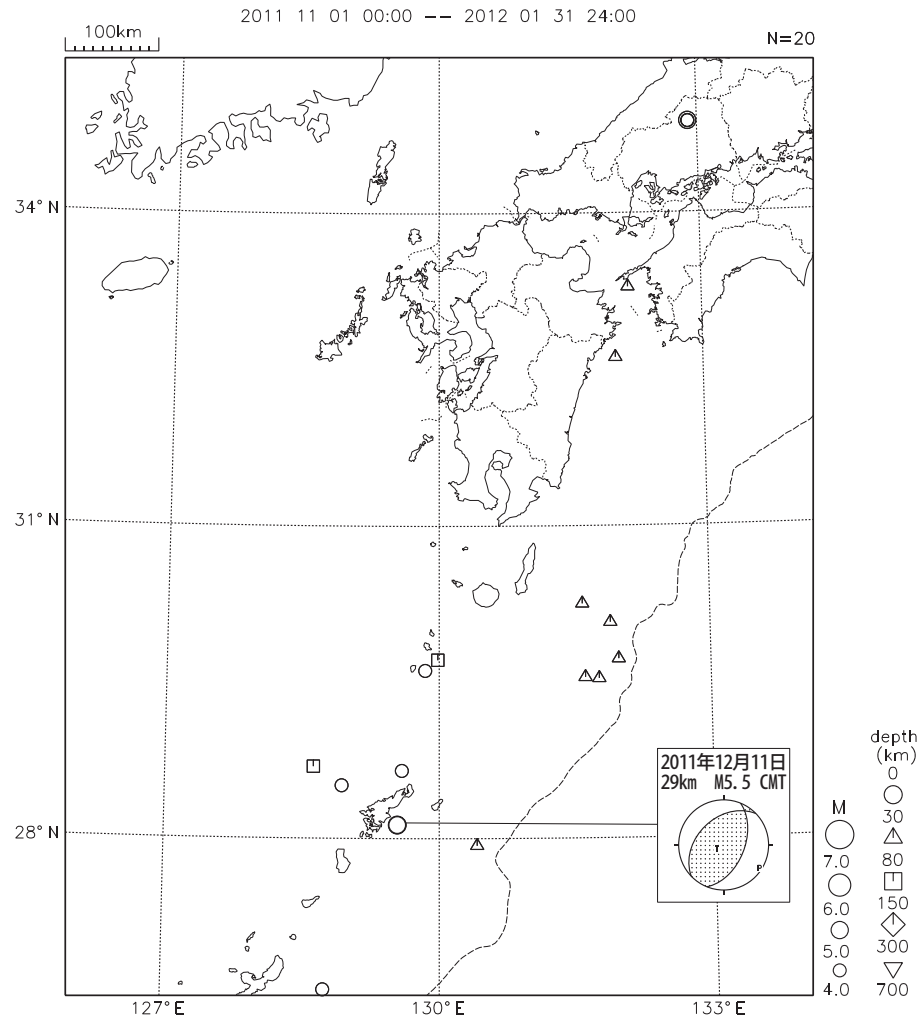 2011 11 01 00:00 -- 2012 01 31 24:00
100km
N=20
34°N
31°N
28°N
127°E
130°E
133°E
2011年12月11日
29km M5.5 CMT
T
P
M
7.0
6.0
5.0
4.0
depth
(km)
0
30
80
150
300
700